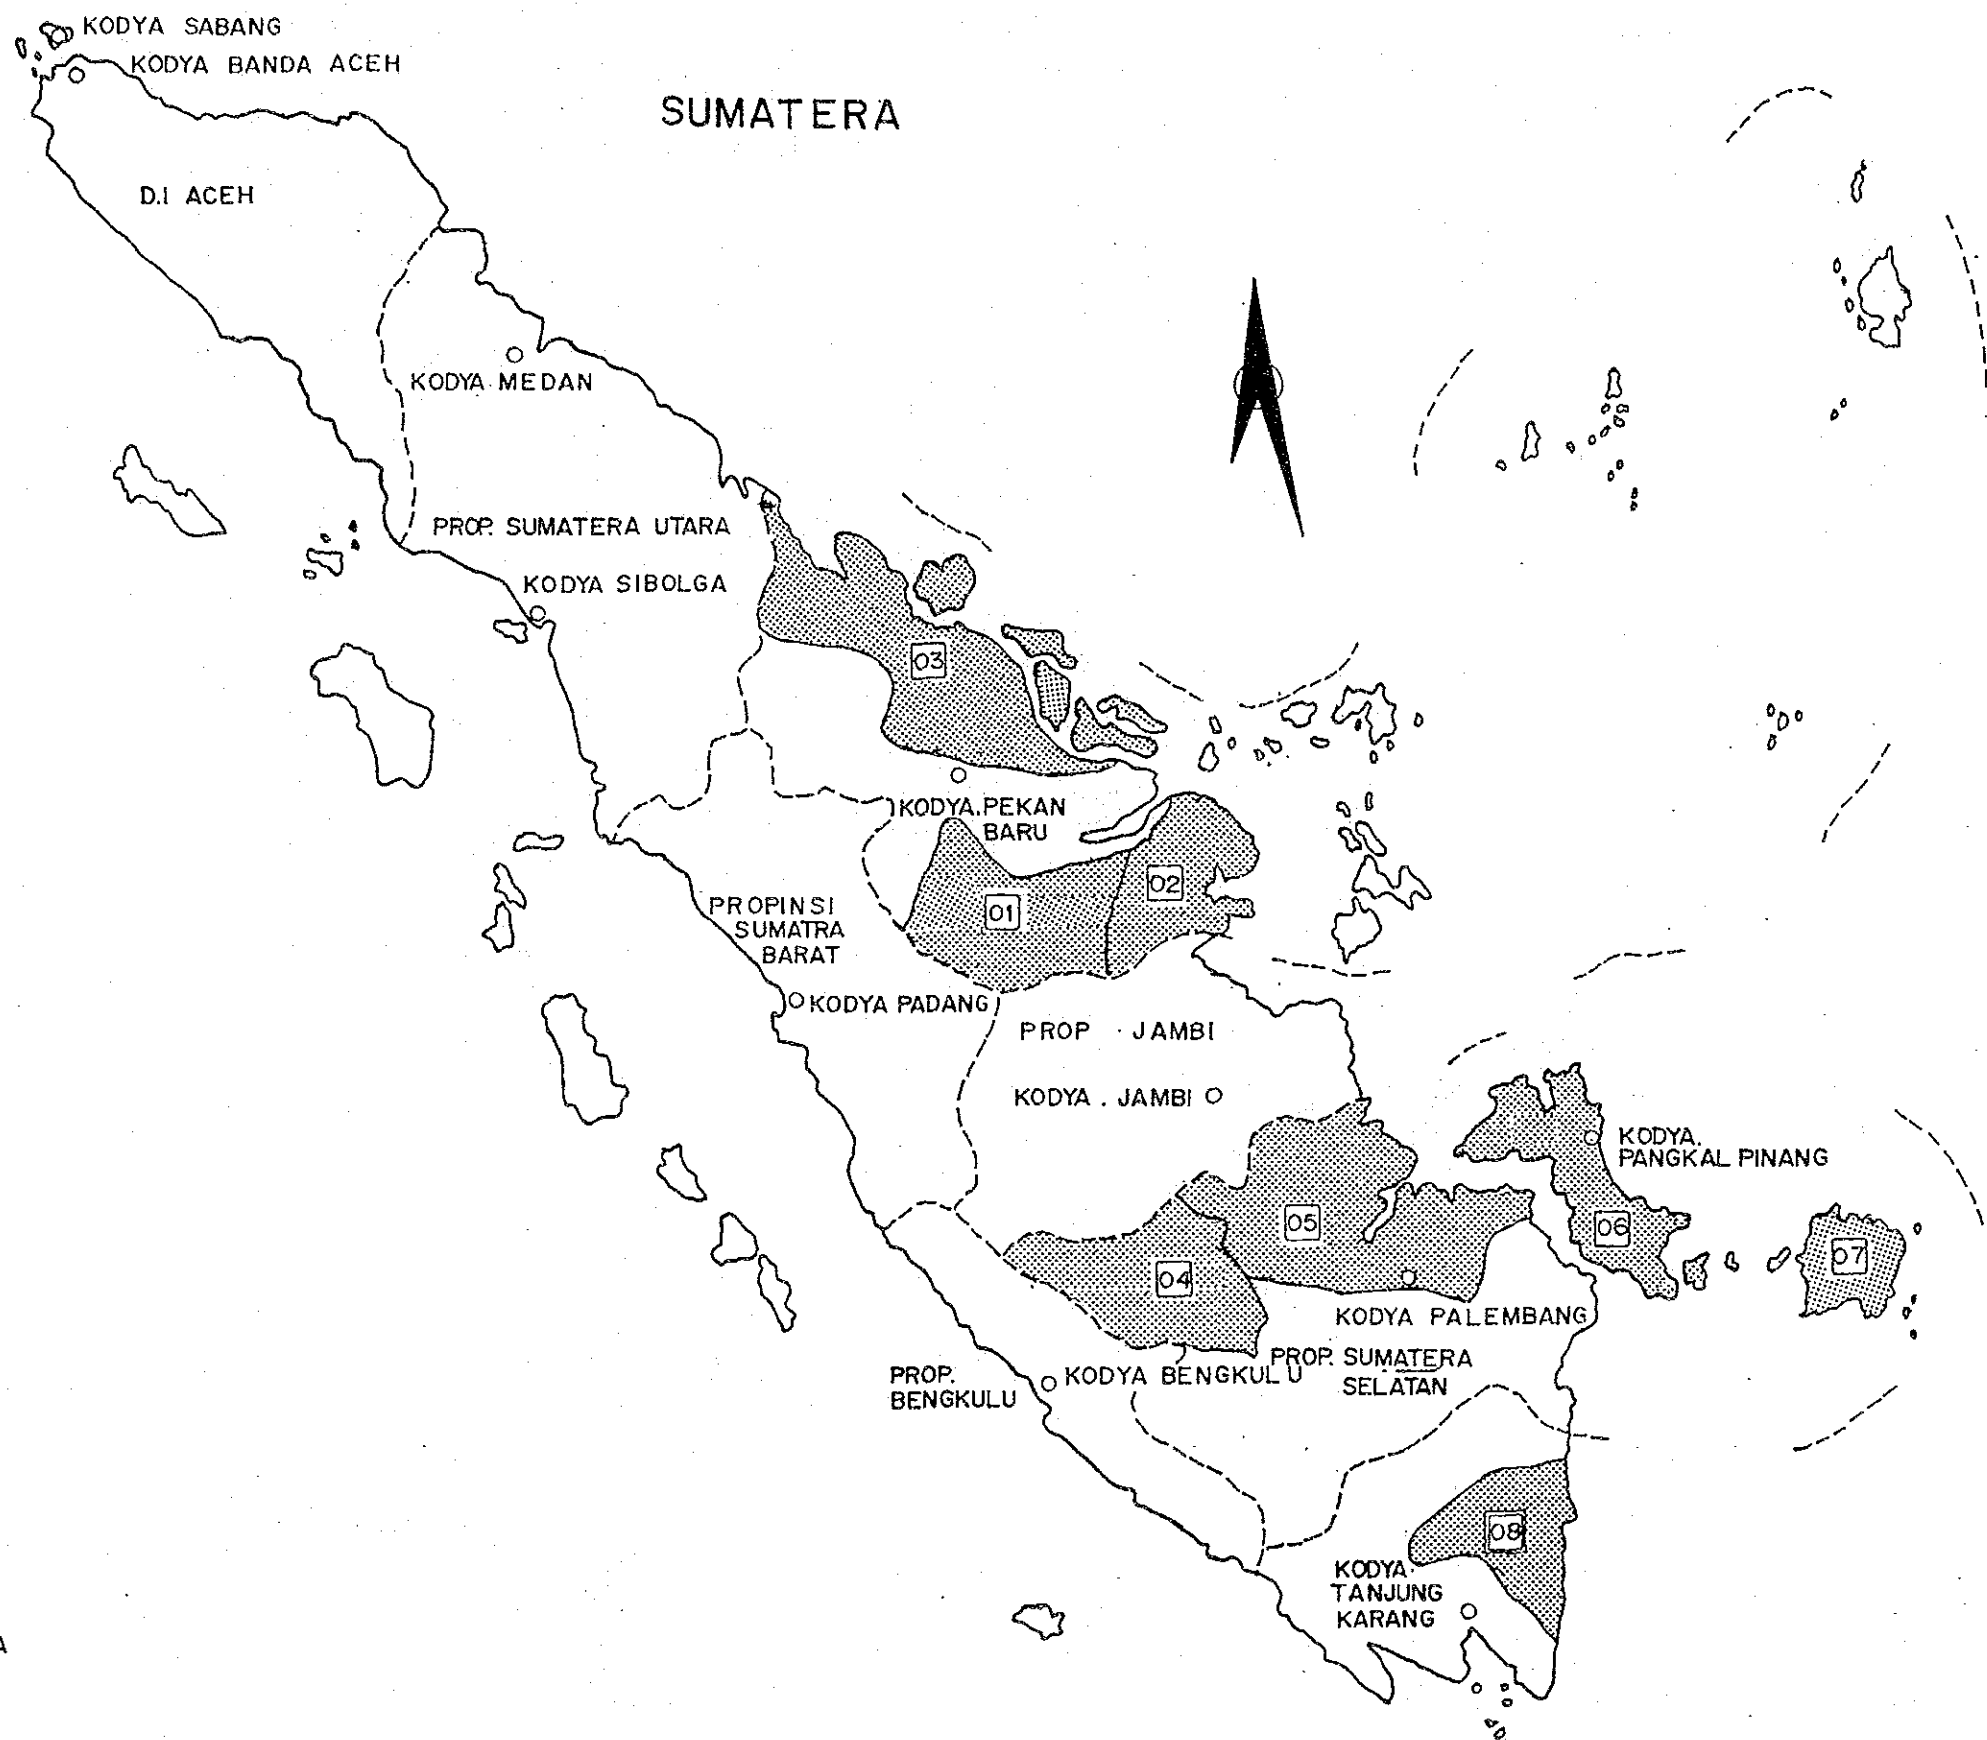 KODYA SABANG
KODYA BANDA ACEH
SUMATERA
D.I ACEH
KODYA. MEDAN
PROP. SUMATERA UTARA
KODYA SIBOLGA
03
KODYA. PEKAN
BARU
02
01
PROPINSI
SUMATRA
BARAT
KODYA PADANG
PROP . JAMBI
KODYA . JAMBI
KODYA.
PANGKAL PINANG
05
06
07
04
KODYA PALEMBANG
PROP. SUMATERA
SELATAN
PROP.
BENGKULU
KODYA BENGKULU
08
KODYA.
TANJUNG
KARANG
A